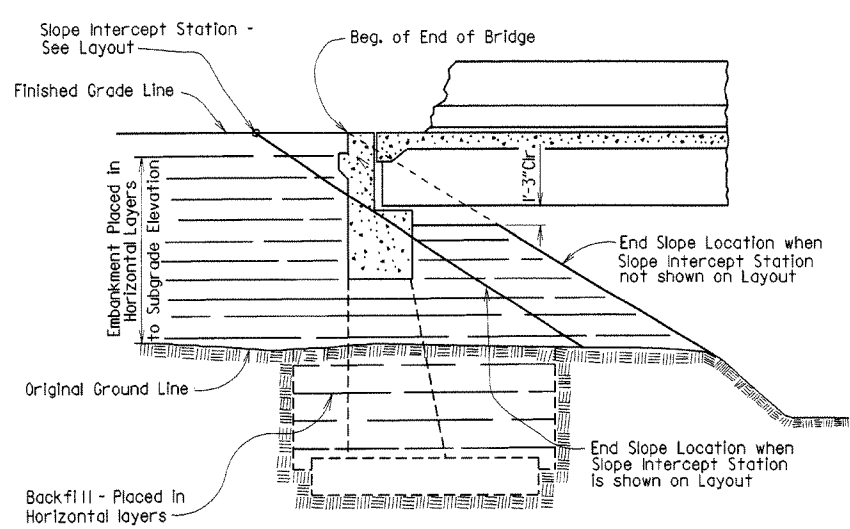 Slope Intercept Station -
See Layout
Beg. of End of Bridge
Finished Grade Line
1'-3"Clr.
Embankment Placed in
Horizontal Layers
to Subgrade Elevation
End Slope Location when
Slope Intercept Station
not shown on Layout
Original Ground Line
End Slope Location when
Slope Intercept Station
is shown on Layout
Backfill - Placed in
Horizontal layers